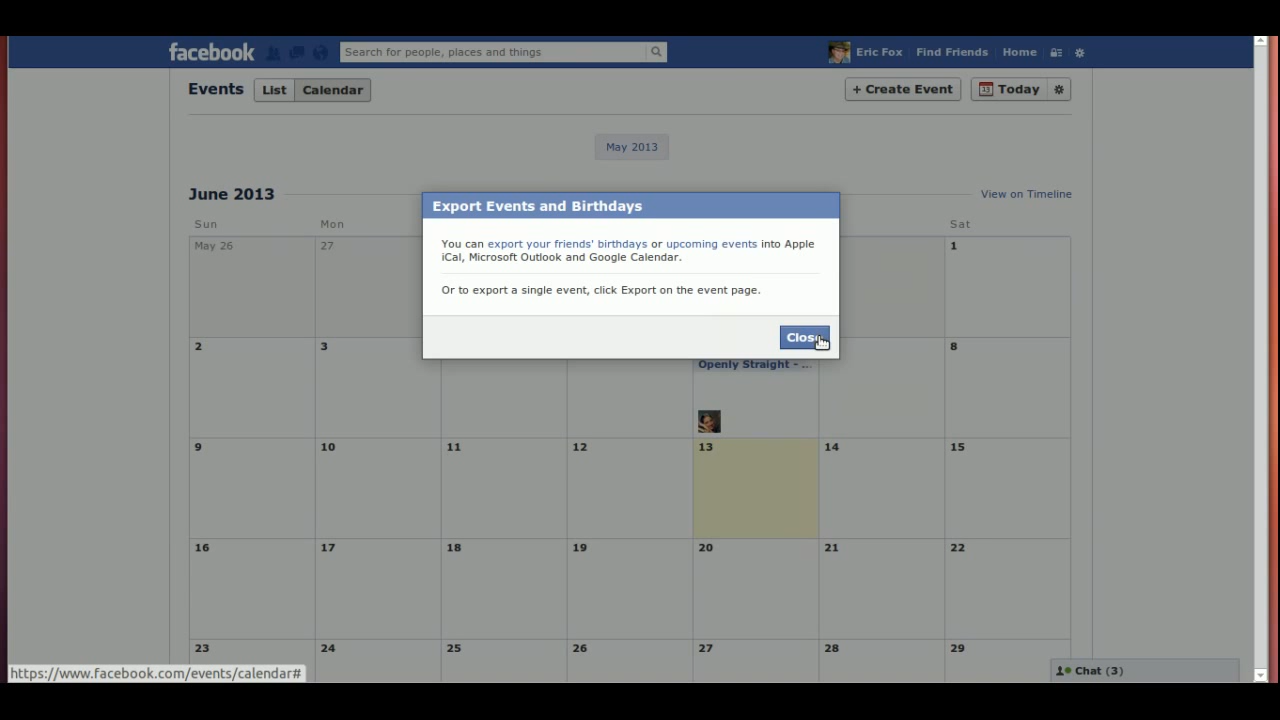 facebook
Search for people, places and things
Eric Fox
Find Friends
Home
Events
List
Calendar
+ Create Event
Today
May 2013
June 2013
View on Timeline
Sun
Mon
Sat
May 26
27
1
Export Events and Birthdays
You can export your friends' birthdays or upcoming events into Apple
iCal, Microsoft Outlook and Google Calendar.
Or to export a single event, click Export on the event page.
Close
2
3
8
Openly Straight - ...
9
10
11
12
13
14
15
16
17
18
19
20
21
22
23
24
25
26
27
28
29
https://www.facebook.com/events/calendar#
Chat (3)